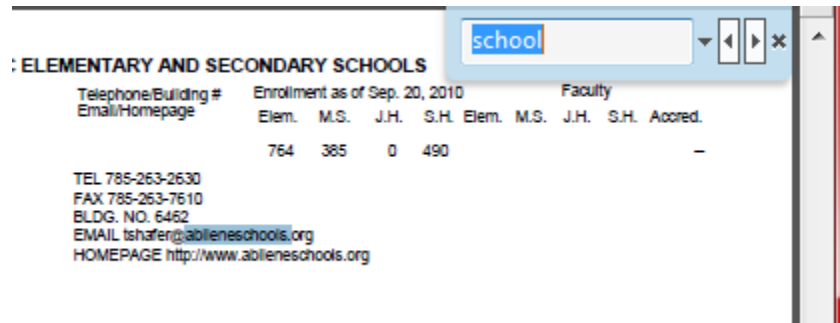 school
: ELEMENTARY AND SECONDARY SCHOOLS
Telephone/Building # Enrollment as of Sep. 20, 2010 Faculty
Email/Homepage Elem. M.S. J.H. S.H. Elem. M.S. J.H. S.H. Accred.
764 385 0 490 –
TEL 785-263-2630
FAX 785-263-7610
BLDG. NO. 6462
EMAIL tshafer@abileneschools.org
HOMEPAGE http://www.abileneschools.org